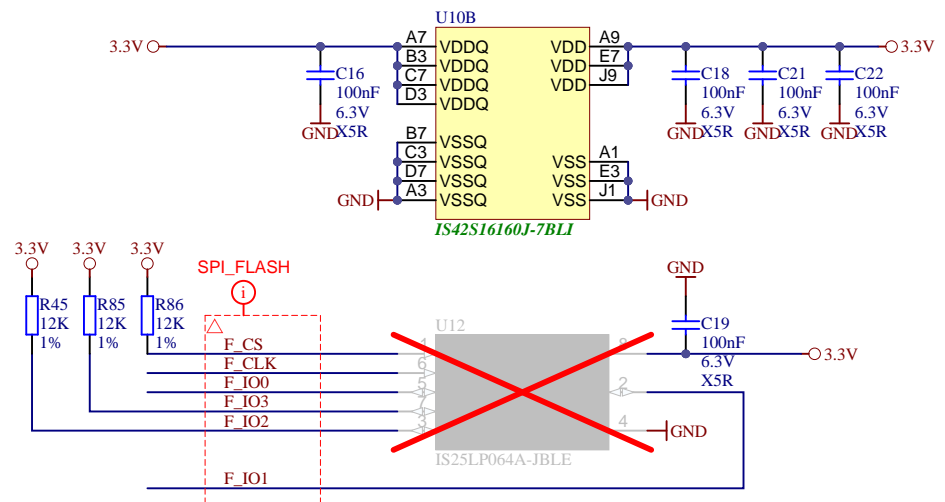 U10B
3.3V
A7 VDDQ
B3 VDDQ
C7 VDDQ
D3 VDDQ
B7 VSSQ
C3 VSSQ
D7 VSSQ
A3 VSSQ
VDD A9
VDD E7
VDD J9
VSS A1
VSS E3
VSS J1
3.3V
C16
100nF
6.3V
X5R
GND
C18
100nF
6.3V
X5R
GND
C21
100nF
6.3V
X5R
GND
C22
100nF
6.3V
X5R
GND
GND
GND
IS42S16160J-7BLI
3.3V
3.3V
3.3V
R45
12K
1%
R85
12K
1%
R86
12K
1%
SPI_FLASH
i
F_CS
F_CLK
F_IO0
F_IO3
F_IO2
F_IO1
U12
1
6
5
7
3
8
2
4
IS25LP064A-JBLE
GND
GND
C19
100nF
6.3V
X5R
3.3V